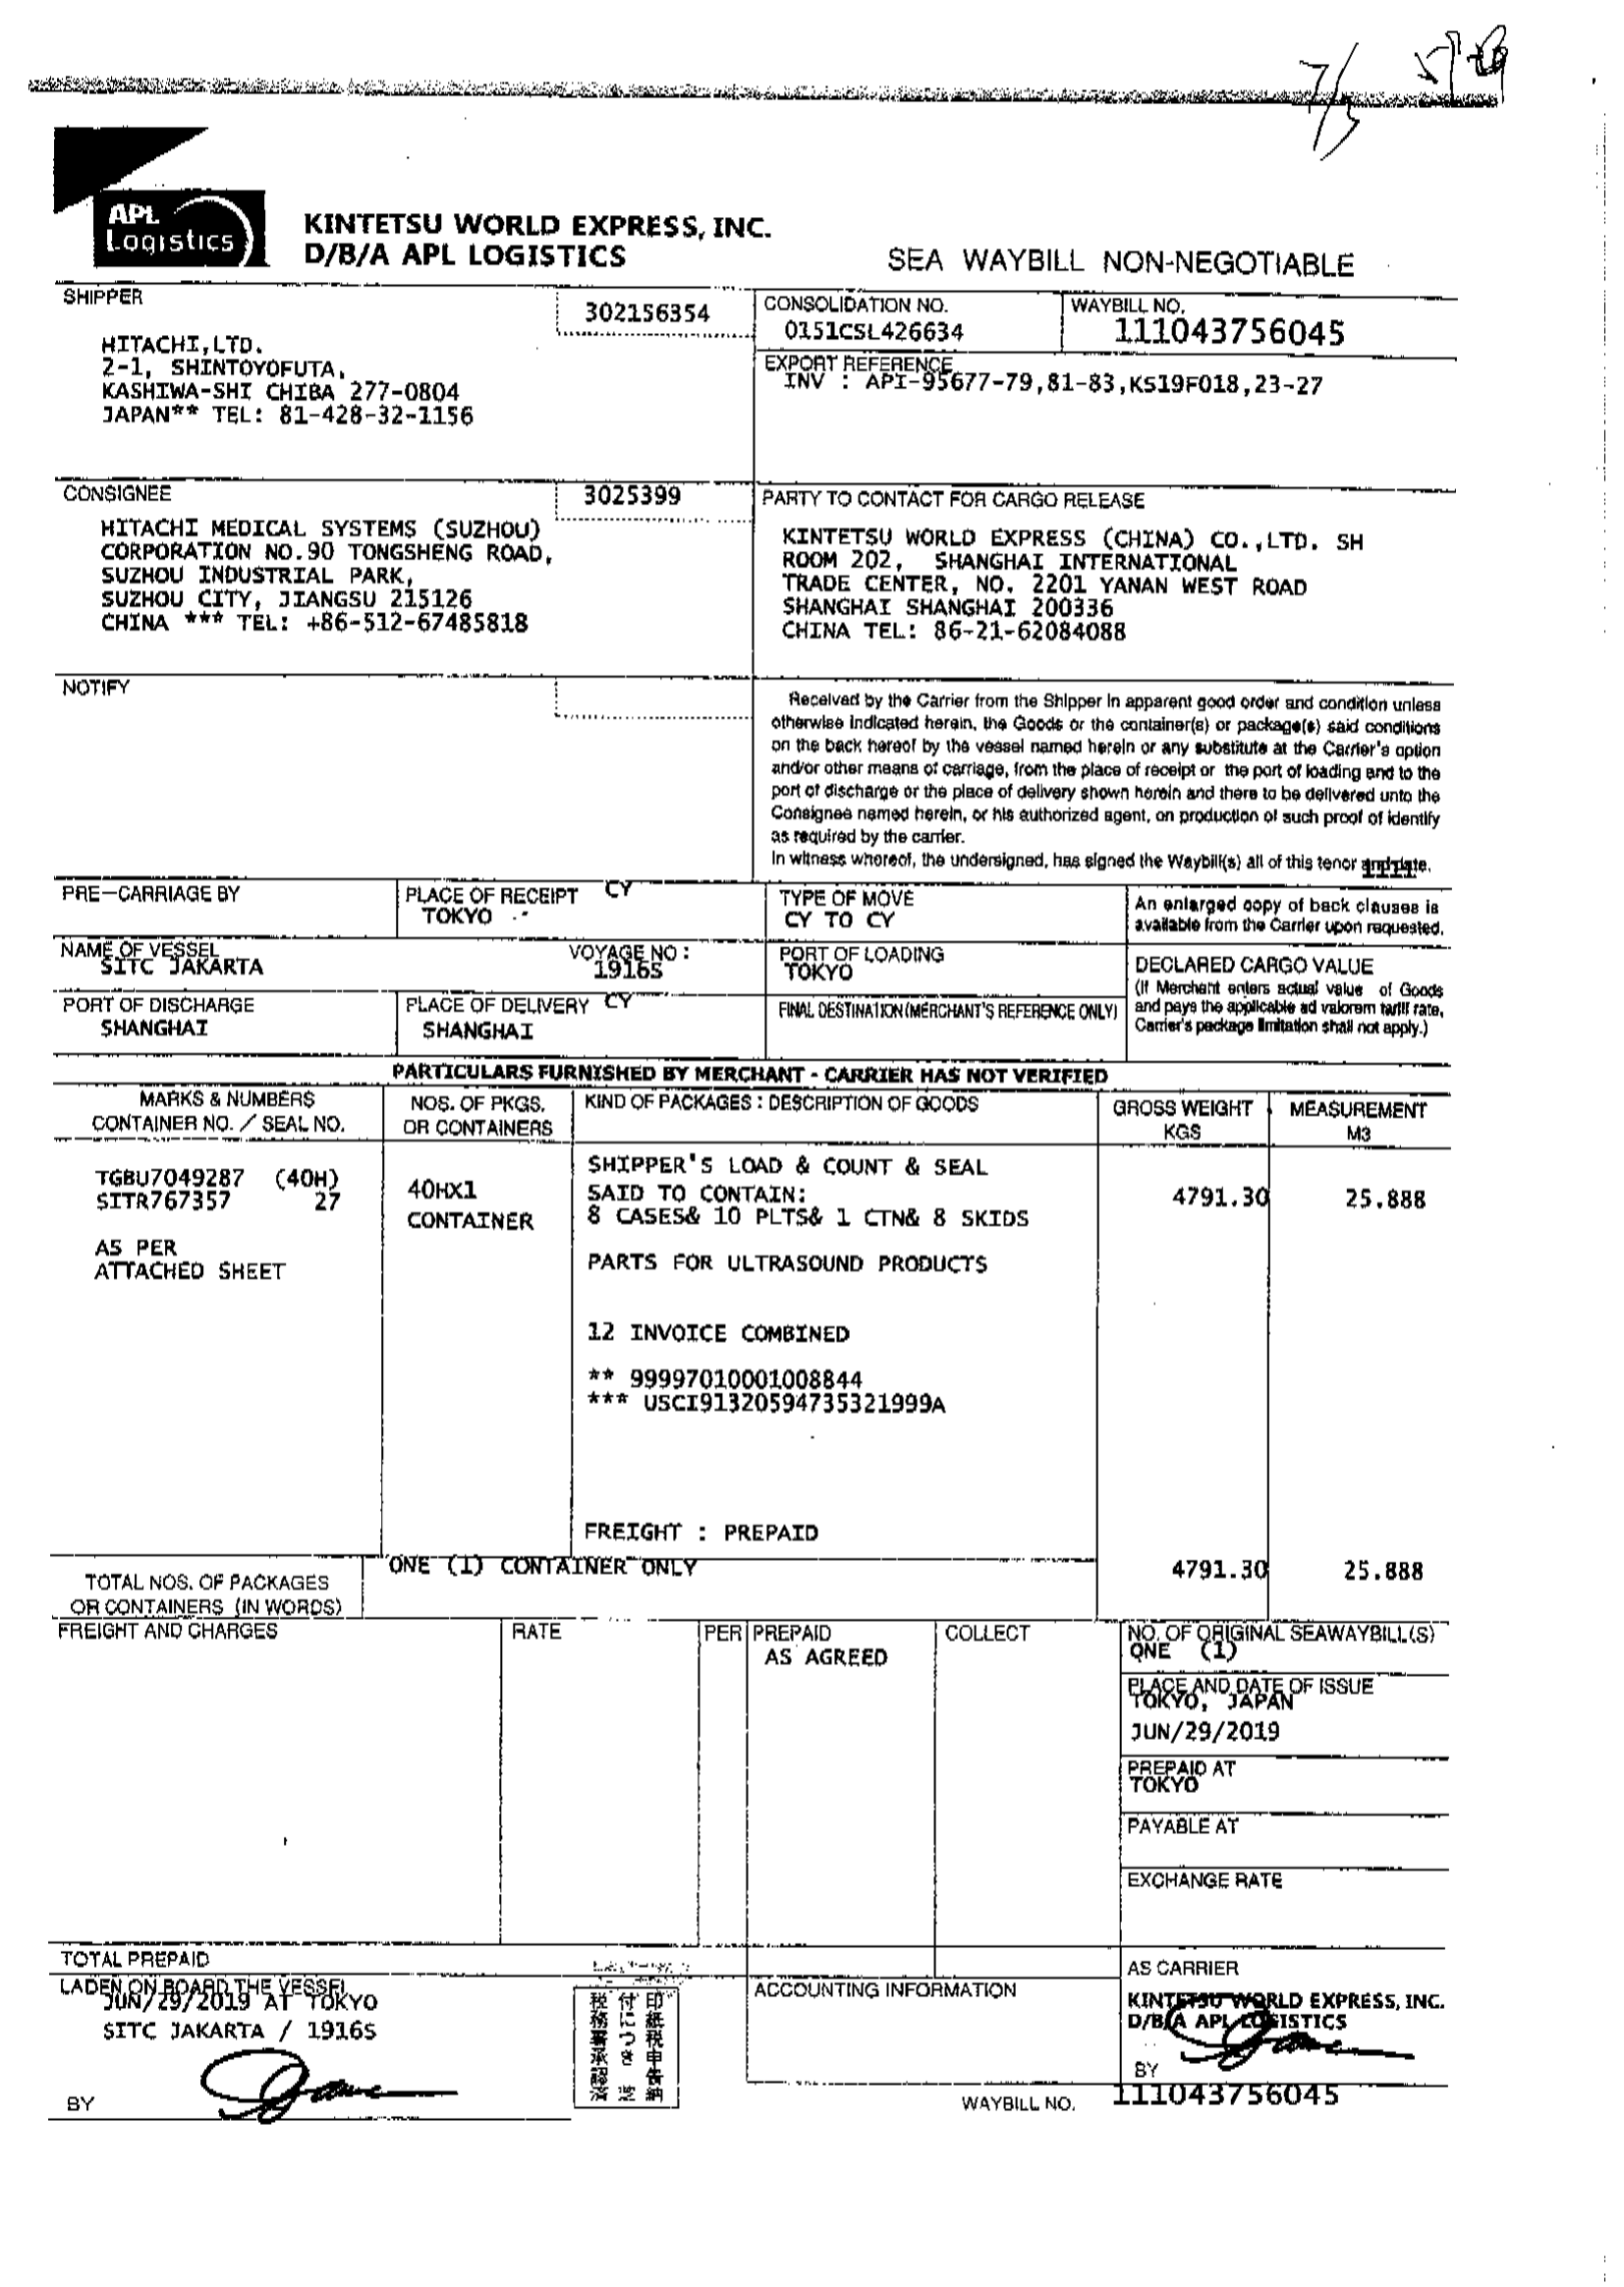 7/3
APL
Logistics
KINTETSU WORLD EXPRESS, INC.
D/B/A APL LOGISTICS
SEA WAYBILL NON-NEGOTIABLE
SHIPPER
302156354
HITACHI,LTD.
2-1, SHINTOYOFUTA,
KASHIWA-SHI CHIBA 277-0804
JAPAN** TEL: 81-428-32-1156
CONSOLIDATION NO.
0151CSL426634
WAYBILL NO.
111043756045
EXPORT REFERENCE
INV : API-95677-79,81-83,KS19F018,23-27
CONSIGNEE
3025399
HITACHI MEDICAL SYSTEMS (SUZHOU)
CORPORATION NO.90 TONGSHENG ROAD,
SUZHOU INDUSTRIAL PARK,
SUZHOU CITY, JIANGSU 215126
CHINA *** TEL: +86-512-67485818
PARTY TO CONTACT FOR CARGO RELEASE
KINTETSU WORLD EXPRESS (CHINA) CO.,LTD. SH
ROOM 202, SHANGHAI INTERNATIONAL
TRADE CENTER, NO. 2201 YANAN WEST ROAD
SHANGHAI SHANGHAI 200336
CHINA TEL: 86-21-62084088
NOTIFY
Received by the Carrier from the Shipper in apparent good order and condition unless
otherwise indicated herein, the Goods or the container(s) or package(s) said conditions
on the back hereof by the vessel named herein or any substitute at the Carrier's option
and/or other means of carriage, from the place of receipt or the port of loading and to the
port of discharge or the place of delivery shown herein and there to be delivered unto the
Consignee named herein, or his authorized agent, on production of such proof of identify
as required by the carrier.
In witness whereof, the undersigned, has signed the Waybill(s) all of this tenor and date.
1111
PRE-CARRIAGE BY
PLACE OF RECEIPT CY
TOKYO
TYPE OF MOVE
CY TO CY
An enlarged copy of back clauses is
available from the Carrier upon requested.
NAME OF VESSEL
SITC JAKARTA
VOYAGE NO :
1916S
PORT OF LOADING
TOKYO
DECLARED CARGO VALUE
(If Merchant enters actual value of Goods
and pays the applicable ad valorem tariff rate,
Carrier's package limitation shall not apply.)
PORT OF DISCHARGE
SHANGHAI
PLACE OF DELIVERY CY
SHANGHAI
FINAL DESTINATION (MERCHANT'S REFERENCE ONLY)
PARTICULARS FURNISHED BY MERCHANT - CARRIER HAS NOT VERIFIED
MARKS & NUMBERS
CONTAINER NO. / SEAL NO.
NOS. OF PKGS.
OR CONTAINERS
KIND OF PACKAGES : DESCRIPTION OF GOODS
GROSS WEIGHT
KGS
MEASUREMENT
M3
TGBU7049287 (40H)
SITR767357 27
AS PER
ATTACHED SHEET
40HX1
CONTAINER
SHIPPER'S LOAD & COUNT & SEAL
SAID TO CONTAIN:
8 CASES& 10 PLTS& 1 CTN& 8 SKIDS
PARTS FOR ULTRASOUND PRODUCTS
12 INVOICE COMBINED
** 99997010001008844
*** USCI91320594735321999A
FREIGHT : PREPAID
4791.30
25.888
TOTAL NOS. OF PACKAGES
OR CONTAINERS (IN WORDS)
ONE (1) CONTAINER ONLY
4791.30
25.888
FREIGHT AND CHARGES
RATE
PER
PREPAID
AS AGREED
COLLECT
NO. OF ORIGINAL SEAWAYBILL(S)
ONE (1)
PLACE AND DATE OF ISSUE
TOKYO, JAPAN
JUN/29/2019
PREPAID AT
TOKYO
PAYABLE AT
EXCHANGE RATE
TOTAL PREPAID
LADEN ON BOARD THE VESSEL
JUN/29/2019 AT TOKYO
SITC JAKARTA / 1916S
BY
印紙税申告納
付につき
税務署承認済
ACCOUNTING INFORMATION
AS CARRIER
KINTETSU WORLD EXPRESS, INC.
D/B/A APL LOGISTICS
BY
WAYBILL NO.
111043756045